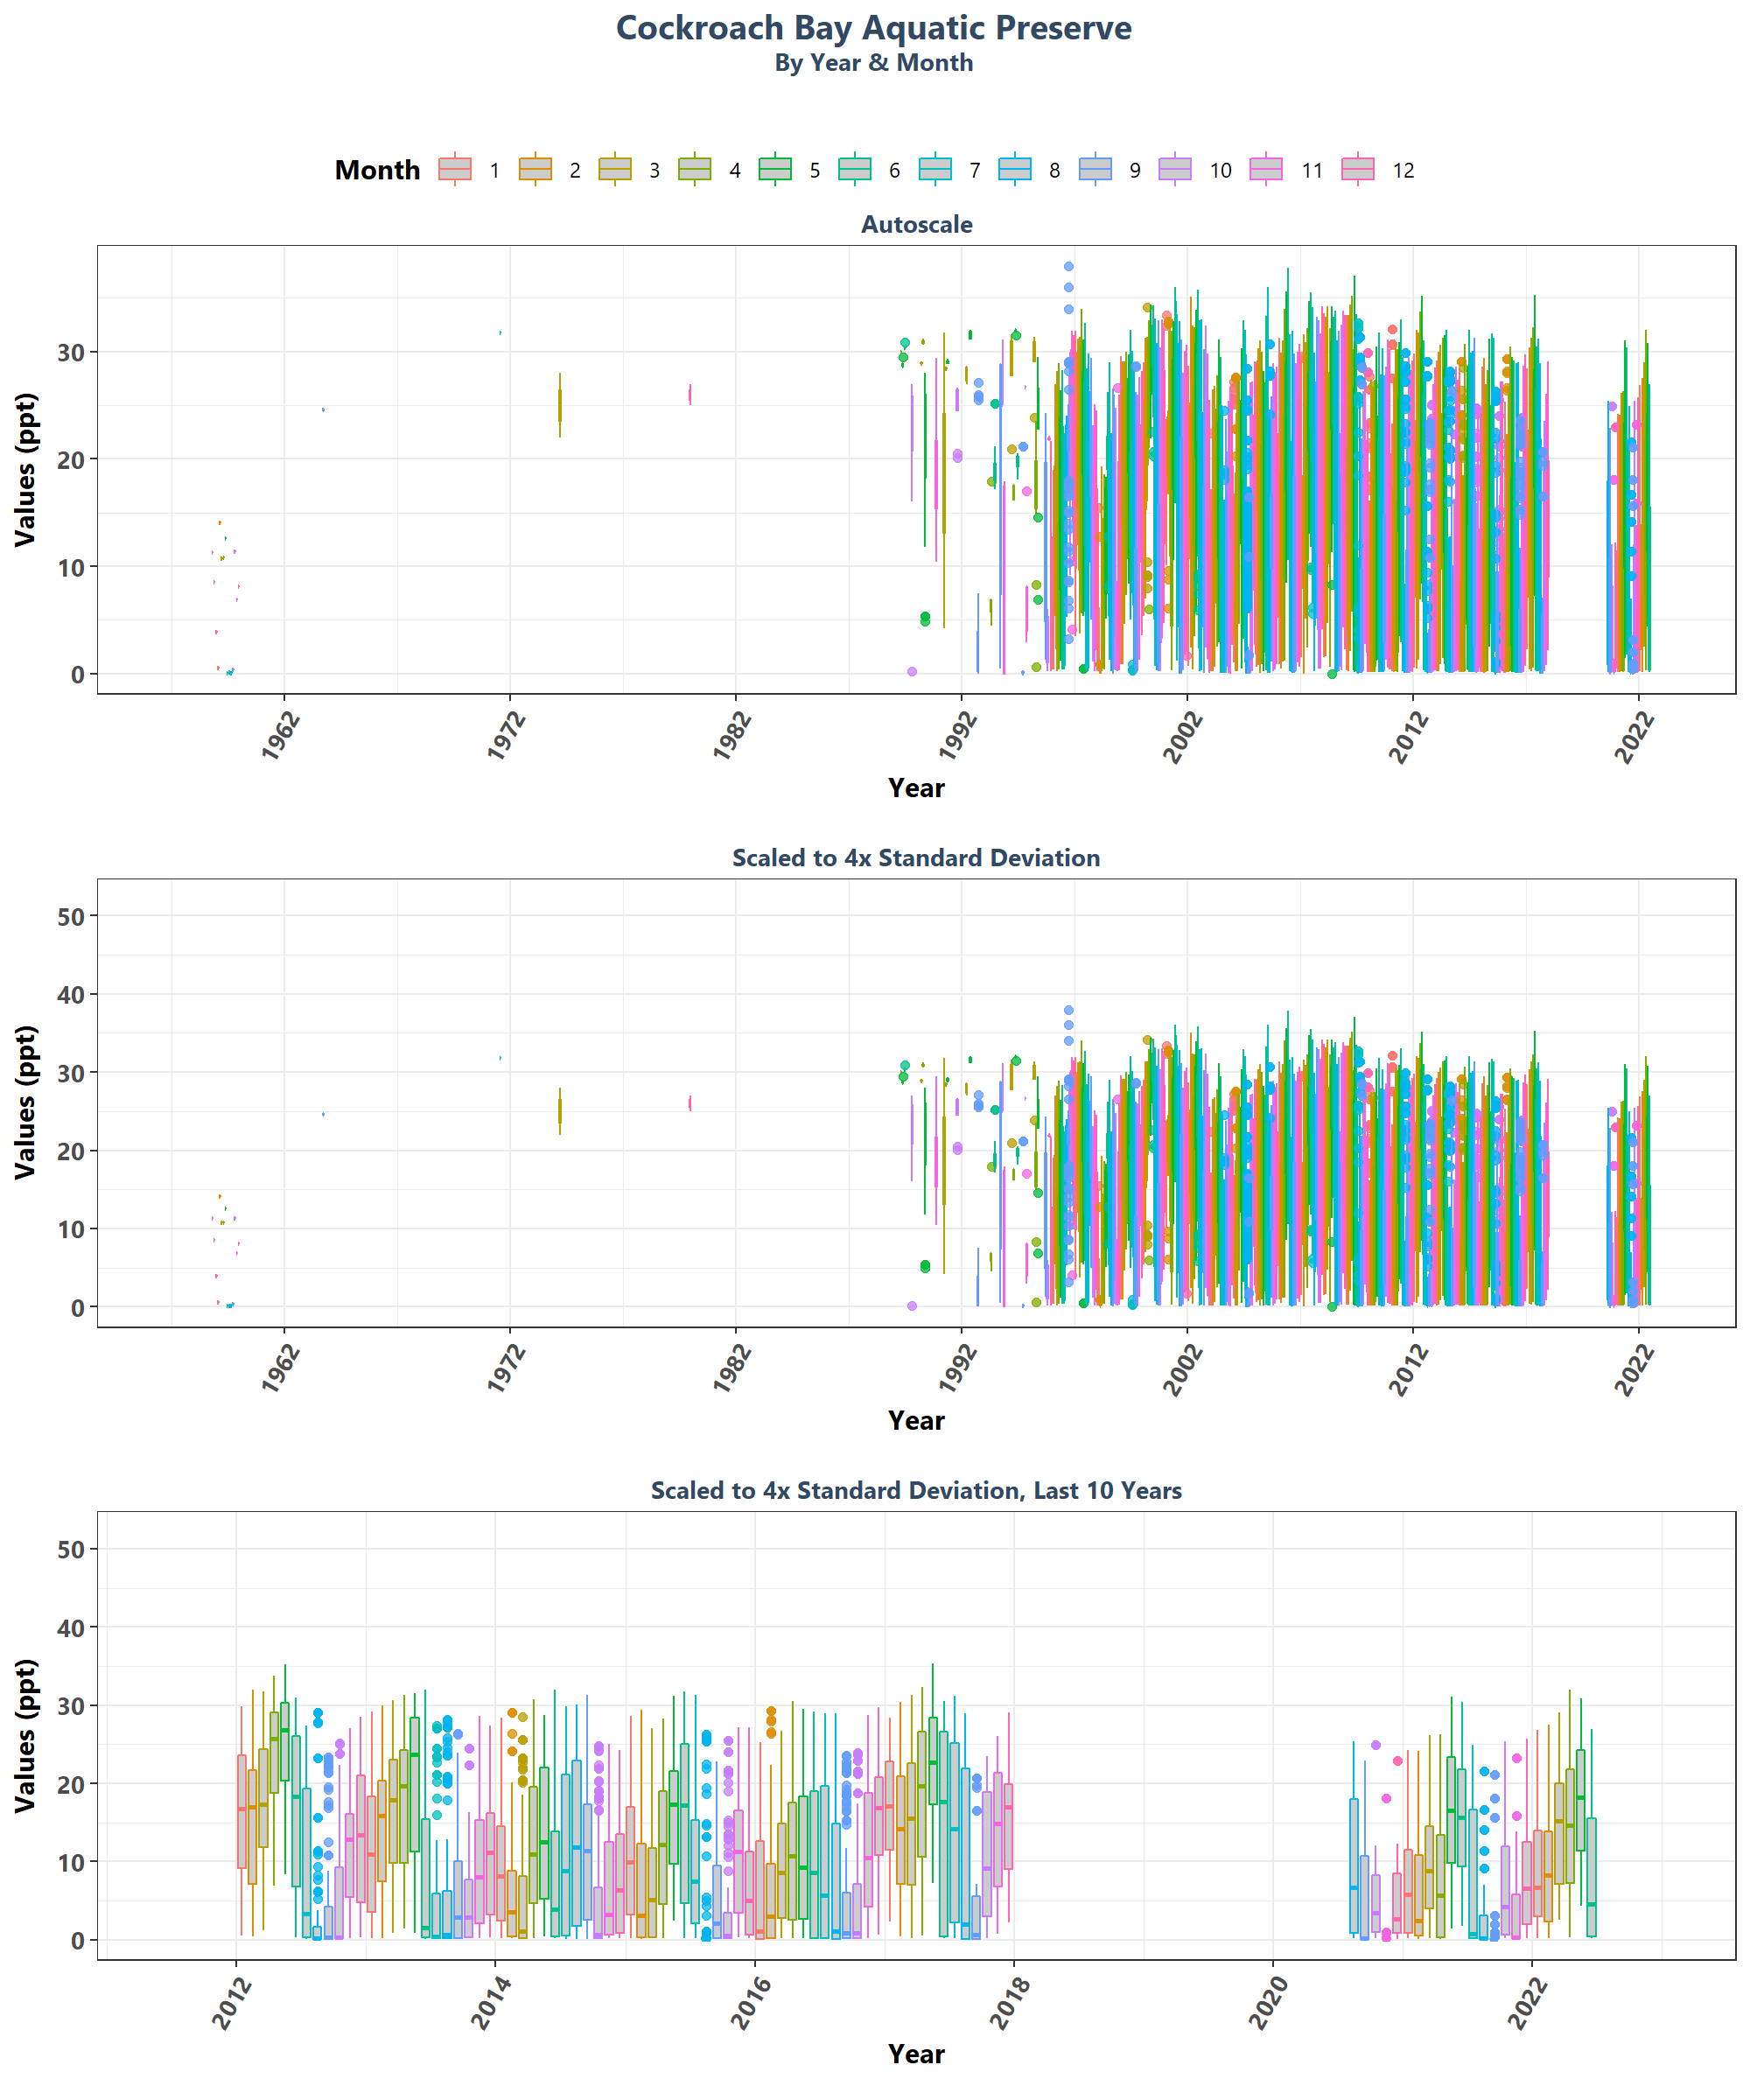 Cockroach Bay Aquatic Preserve
By Year & Month
Month 1 2 3 4 5 6 7 8 9 10 11 12
Autoscale
Values (ppt)
30
20
10
0
1962 1972 1982 1992 2002 2012 2022
Year
Scaled to 4x Standard Deviation
Values (ppt)
50
40
30
20
10
0
1962 1972 1982 1992 2002 2012 2022
Year
Scaled to 4x Standard Deviation, Last 10 Years
Values (ppt)
50
40
30
20
10
0
2012 2014 2016 2018 2020 2022
Year